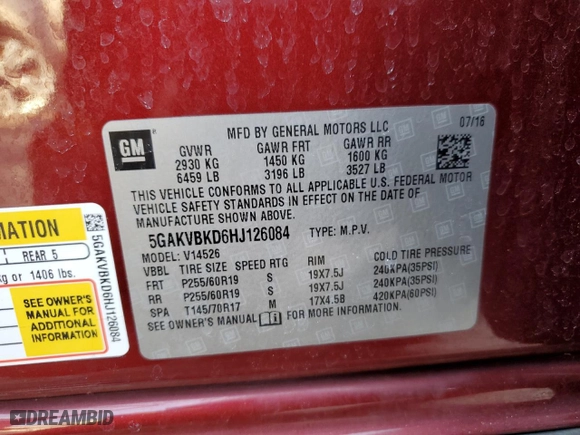 MFD BY GENERAL MOTORS LLC 07/16
GM
GVWR GAWR FRT GAWR RR
2930 KG 1450 KG 1600 KG
6459 LB 3196 LB 3527 LB
THIS VEHICLE CONFORMS TO ALL APPLICABLE U.S. FEDERAL MOTOR
VEHICLE SAFETY STANDARDS IN EFFECT ON THE DATE OF
MANUFACTURE SHOWN ABOVE.
5GAKVBKD6HJ126084 TYPE: M.P.V.
MODEL: V14526
VBBL TIRE SIZE SPEED RTG RIM COLD TIRE PRESSURE
FRT P255/60R19 S 19X7.5J 240KPA(35PSI)
RR P255/60R19 S 19X7.5J 240KPA(35PSI)
SPA T145/70R17 M 17X4.5B 420KPA(60PSI)
SEE OWNER'S MANUAL FOR MORE INFORMATION.
MATION
REAR 5
kg or 1406 lbs.
SEE OWNER'S
MANUAL FOR
ADDITIONAL
INFORMATION
5GAKVBKD6HJ126084
DREAMBID